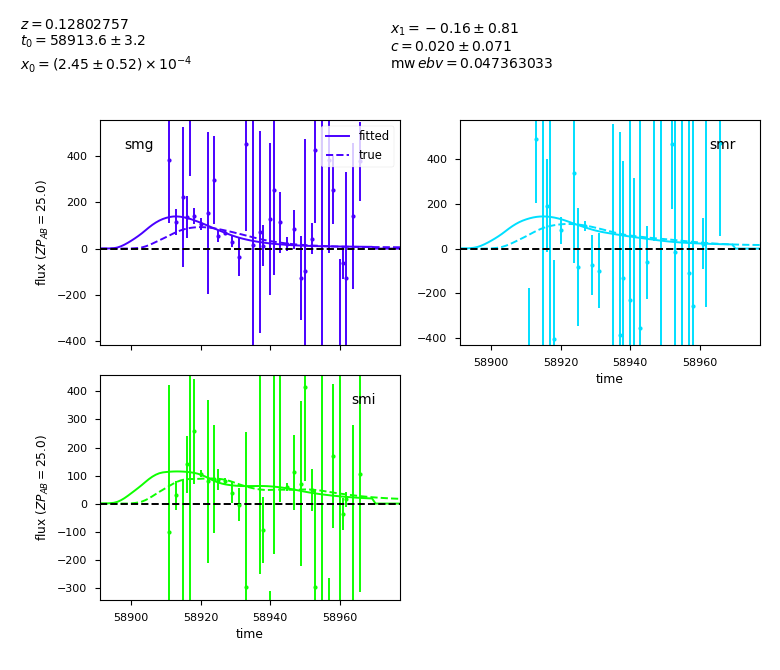 z = 0.12802757
t₀ = 58913.6 ± 3.2
x₀ = (2.45 ± 0.52) × 10⁻⁴
x₁ = −0.16 ± 0.81
c = 0.020 ± 0.071
mwebv = 0.047363033
smg
fitted
true
400
200
0
−200
−400
flux (ZP_AB = 25.0)
smr
400
200
0
−200
−400
58900 58920 58940 58960
time
smi
400
300
200
100
0
−100
−200
−300
flux (ZP_AB = 25.0)
58900 58920 58940 58960
time